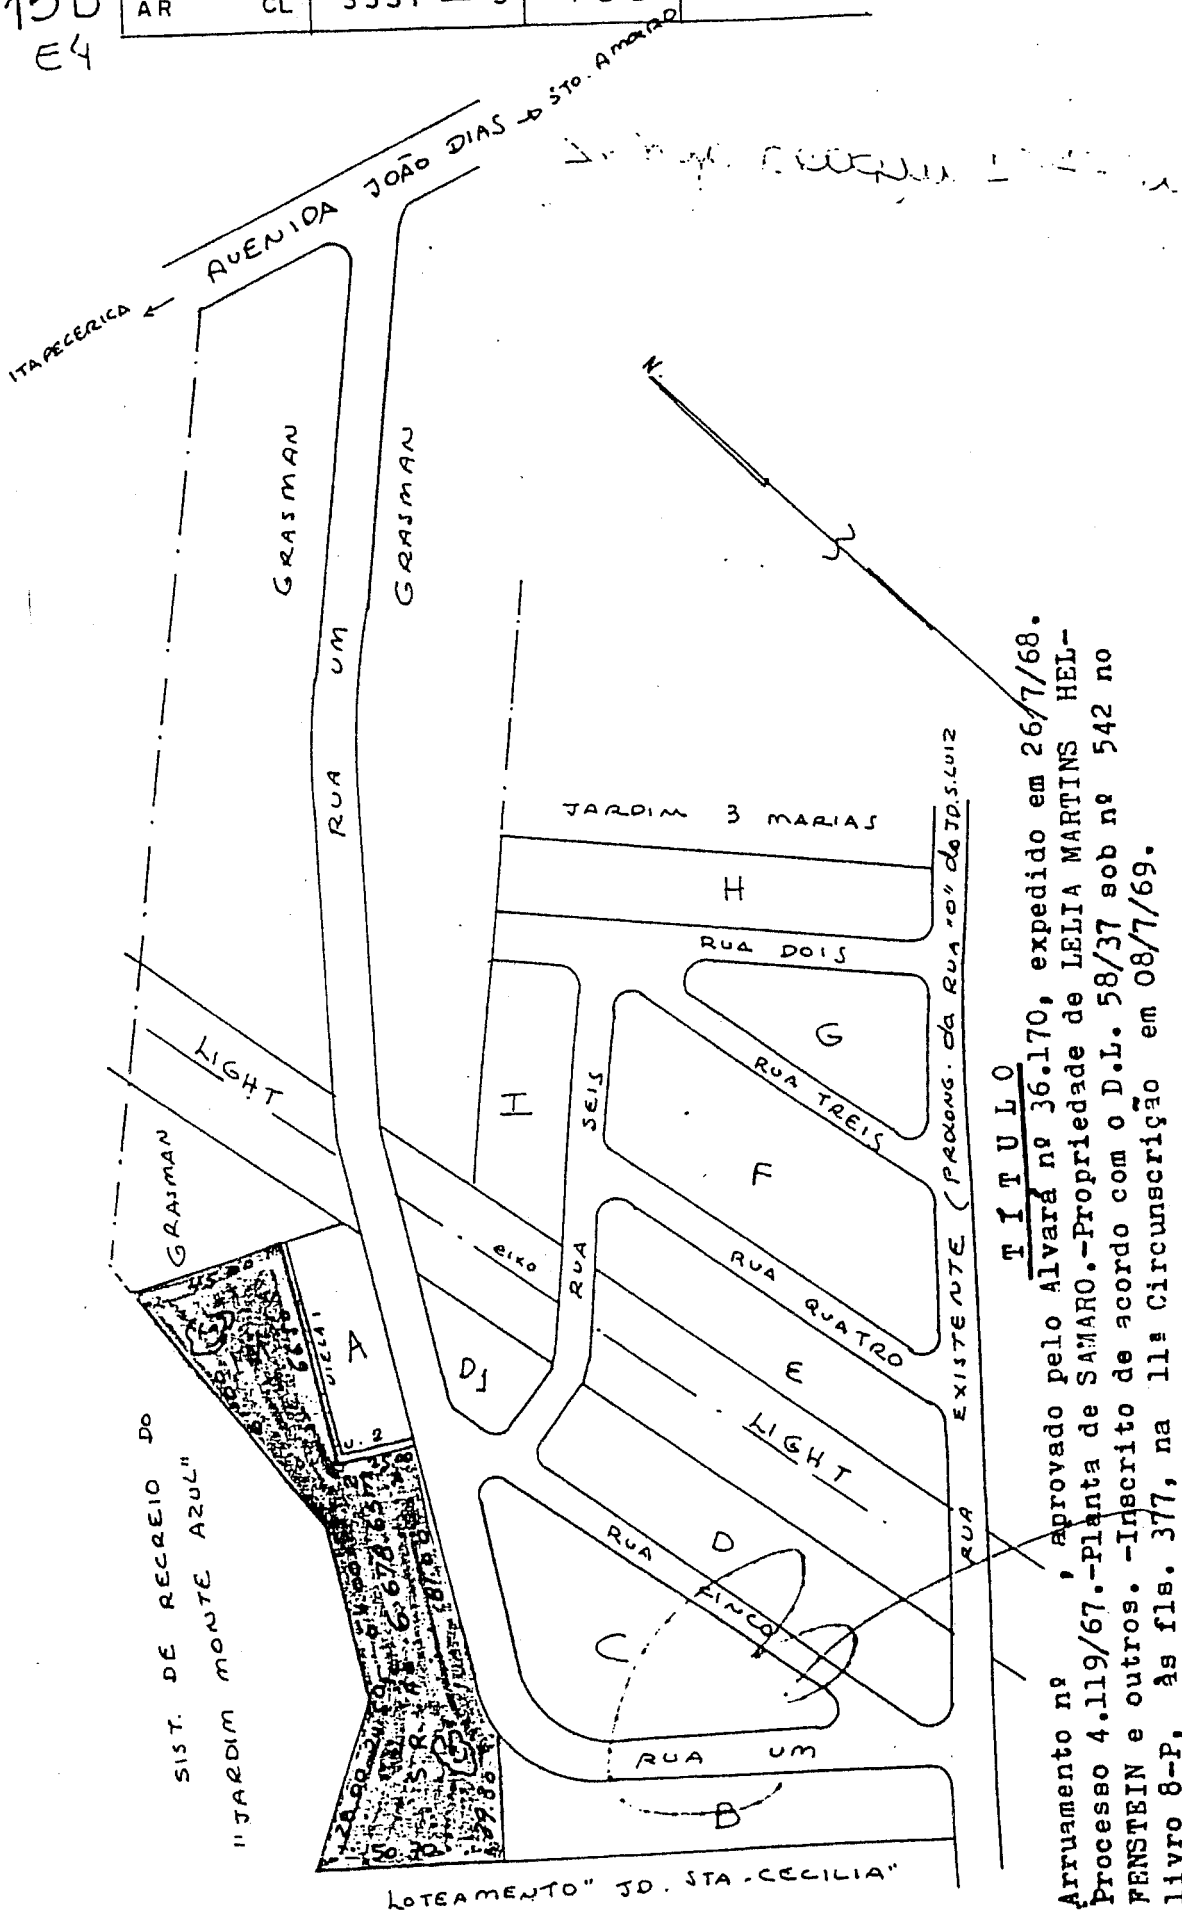 15D
E4
AR CL
AVENIDA JOÃO DIAS → STO. AMARO
ITAPECERICA ←
N.
GRASMAN
GRASMAN
RUA UM
JARDIM 3 MARIAS
H
RUA DOIS
LIGHT
GRASMAN
I
SEIS
RUA
G
RUA TREIS
F
eixo
RUA QUATRO
VIELA 1
66.50
A
V. 2
D1
E
LIGHT
SIST. DE RECREIO DO
"JARDIM MONTE AZUL"
RUA CINCO
D
C
RUA UM
B
LOTEAMENTO "JD. STA. CECILIA"
RUA EXISTENTE (PROLONG. da RUA "O" do JD.S.LUIZ
T Í T U L O
Arruamento nº , aprovado pelo Alvará nº 36.170, expedido em 26/7/68.
Processo 4.119/67.-Planta de SAMARO.-Propriedade de LELIA MARTINS HEL-
FENSTEIN e outros.-Inscrito de acordo com o D.L. 58/37 sob nº 542 no
livro 8-P, às fls. 377, na 11ª Circunscrição em 08/7/69.